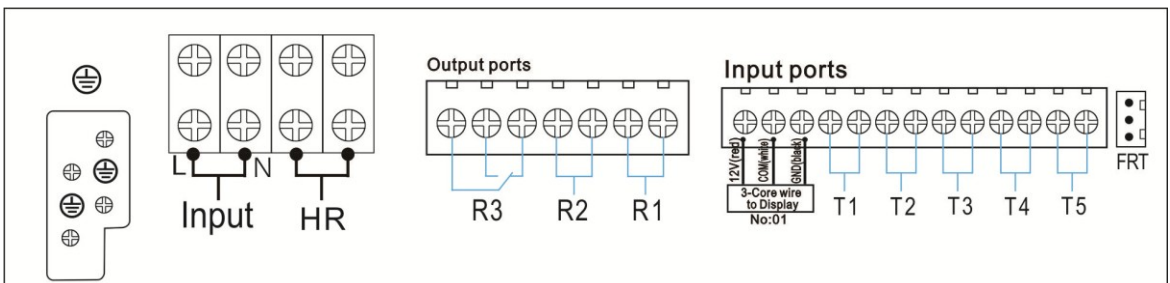 Output ports
Input ports
L
N
Input
HR
R3
R2
R1
12V(red)
COM(white)
GND(black)
3-Core wire
to Display
No:01
T1
T2
T3
T4
T5
FRT